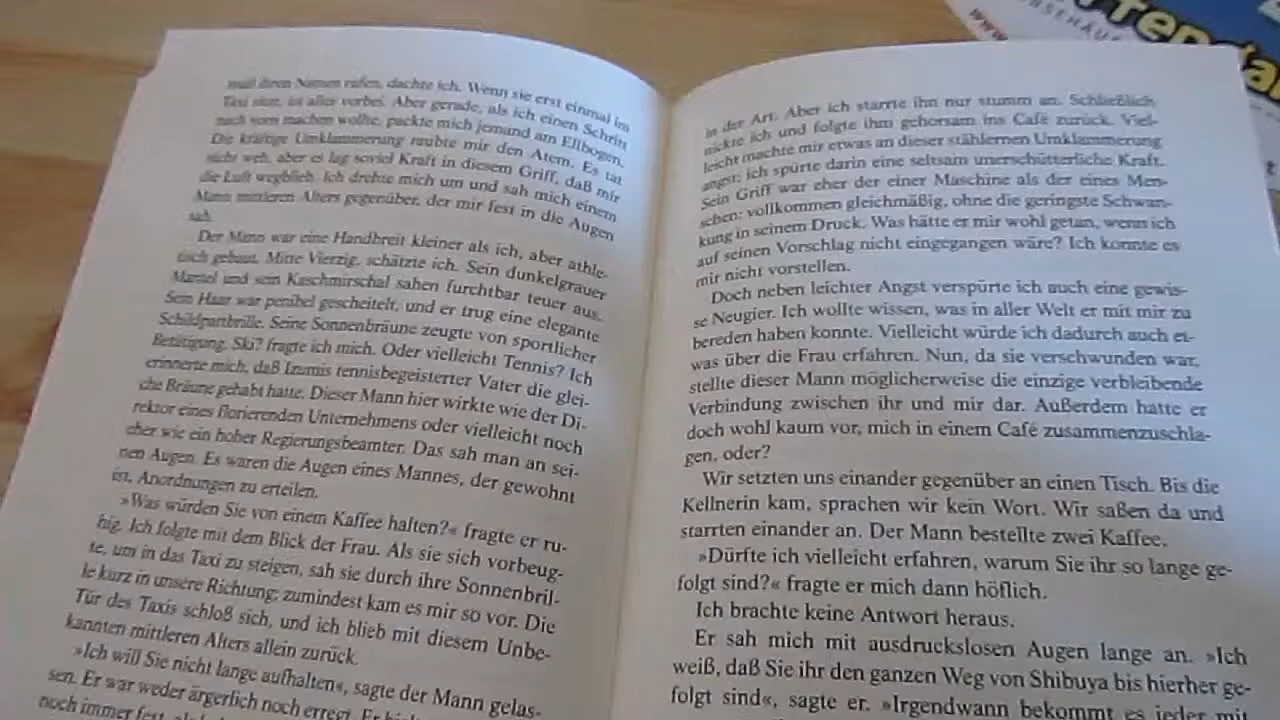 muß ihren Namen rufen, dachte ich. Wenn sie erst einmal im
Taxi sitzt, ist alles vorbei. Aber gerade, als ich einen Schritt
nach vorn machen wollte, packte mich jemand am Ellbogen.
Die kräftige Umklammerung raubte mir den Atem. Es tat
nicht weh, aber es lag soviel Kraft in diesem Griff, daß mir
die Luft wegblieb. Ich drehte mich um und sah mich einem
Mann mittleren Alters gegenüber, der mir fest in die Augen
sah.
Der Mann war eine Handbreit kleiner als ich, aber athle-
tisch gebaut. Mitte Vierzig, schätzte ich. Sein dunkelgrauer
Mantel und sein Kaschmirschal sahen furchtbar teuer aus.
Sein Haar war penibel gescheitelt, und er trug eine elegante
Schildpattbrille. Seine Sonnenbräune zeugte von sportlicher
Betätigung. Ski? fragte ich mich. Oder vielleicht Tennis? Ich
erinnerte mich, daß Izumis tennisbegeisterter Vater die glei-
che Bräune gehabt hatte. Dieser Mann hier wirkte wie der Di-
rektor eines florierenden Unternehmens oder vielleicht noch
eher wie ein hoher Regierungsbeamter. Das sah man an sei-
nen Augen. Es waren die Augen eines Mannes, der gewohnt
ist, Anordnungen zu erteilen.
»Was würden Sie von einem Kaffee halten?« fragte er ru-
hig. Ich folgte mit dem Blick der Frau. Als sie sich vorbeug-
te, um in das Taxi zu steigen, sah sie durch ihre Sonnenbril-
le kurz in unsere Richtung; zumindest kam es mir so vor. Die
Tür des Taxis schloß sich, und ich blieb mit diesem Unbe-
kannten mittleren Alters allein zurück.
»Ich will Sie nicht lange aufhalten«, sagte der Mann gelas-
sen. Er war weder ärgerlich noch erregt. Er
noch immer fest,
in der Art. Aber ich starrte ihn nur stumm an. Schließlich
nickte ich und folgte ihm gehorsam ins Café zurück. Viel-
leicht machte mir etwas an dieser stählernen Umklammerung
angst: ich spürte darin eine seltsam unerschütterliche Kraft.
Sein Griff war eher der einer Maschine als der eines Men-
schen: vollkommen gleichmäßig, ohne die geringste Schwan-
kung in seinem Druck. Was hätte er mir wohl getan, wenn ich
auf seinen Vorschlag nicht eingegangen wäre? Ich konnte es
mir nicht vorstellen.
Doch neben leichter Angst verspürte ich auch eine gewis-
se Neugier. Ich wollte wissen, was in aller Welt er mit mir zu
bereden haben konnte. Vielleicht würde ich dadurch auch et-
was über die Frau erfahren. Nun, da sie verschwunden war,
stellte dieser Mann möglicherweise die einzige verbleibende
Verbindung zwischen ihr und mir dar. Außerdem hatte er
doch wohl kaum vor, mich in einem Café zusammenzuschla-
gen, oder?
Wir setzten uns einander gegenüber an einen Tisch. Bis die
Kellnerin kam, sprachen wir kein Wort. Wir saßen da und
starrten einander an. Der Mann bestellte zwei Kaffee.
»Dürfte ich vielleicht erfahren, warum Sie ihr so lange ge-
folgt sind?« fragte er mich dann höflich.
Ich brachte keine Antwort heraus.
Er sah mich mit ausdruckslosen Augen lange an. »Ich
weiß, daß Sie ihr den ganzen Weg von Shibuya bis hierher ge-
folgt sind«, sagte er. »Irgendwann bekommt es jeder mit